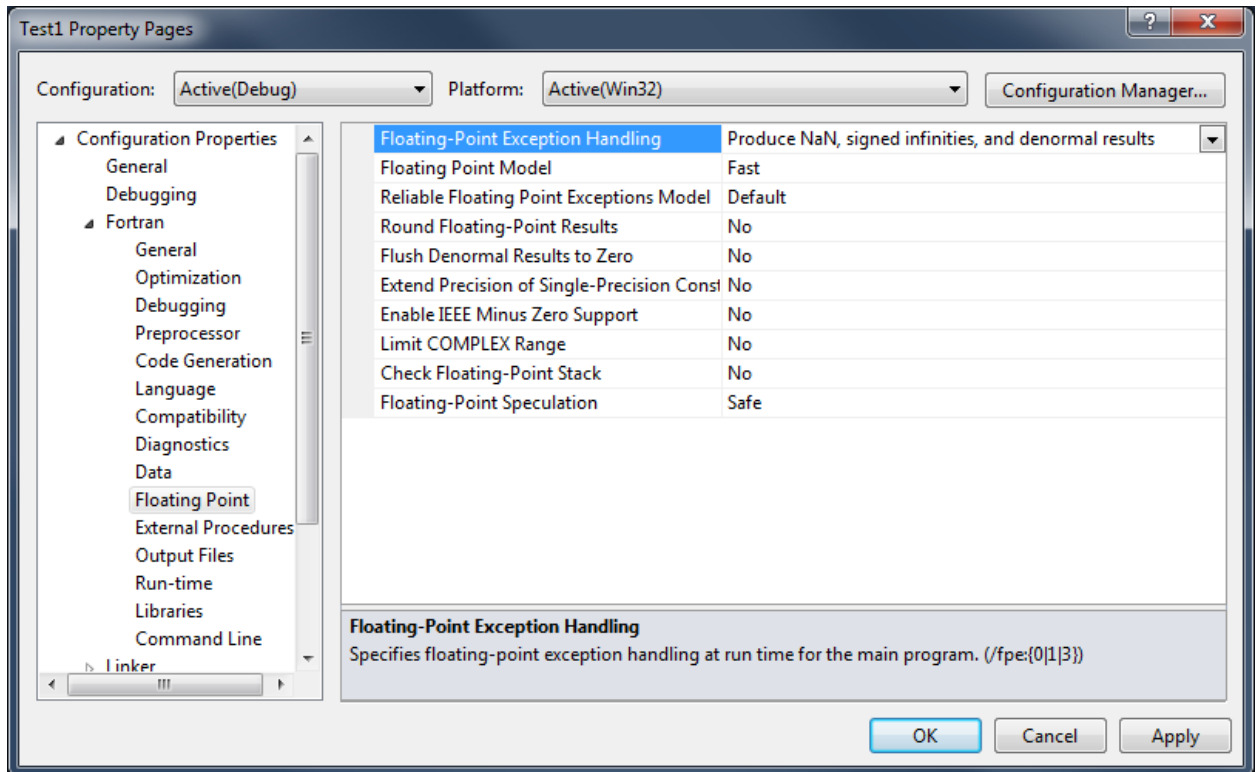 Test1 Property Pages
Configuration: Active(Debug) Platform: Active(Win32) Configuration Manager...
Configuration Properties
General
Debugging
Fortran
General
Optimization
Debugging
Preprocessor
Code Generation
Language
Compatibility
Diagnostics
Data
Floating Point
External Procedures
Output Files
Run-time
Libraries
Command Line
Linker
Floating-Point Exception Handling Produce NaN, signed infinities, and denormal results
Floating Point Model Fast
Reliable Floating Point Exceptions Model Default
Round Floating-Point Results No
Flush Denormal Results to Zero No
Extend Precision of Single-Precision Const No
Enable IEEE Minus Zero Support No
Limit COMPLEX Range No
Check Floating-Point Stack No
Floating-Point Speculation Safe
Floating-Point Exception Handling
Specifies floating-point exception handling at run time for the main program. (/fpe:{0|1|3})
OK Cancel Apply